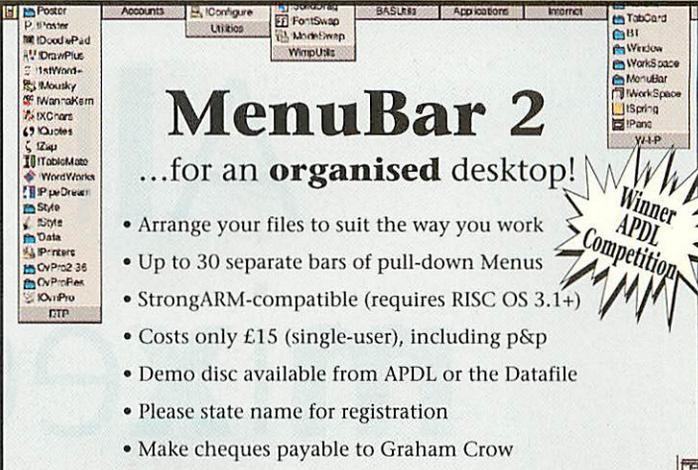 Poster
!Poster
!DoodlePad
!DrawPlus
!1stWord+
!Mousky
!WannaKern
!XChars
!Quotes
!Zap
!TableMate
!WordWorks
!PipeDream
Style
!Style
!Data
!Printers
OvPro2-36
OvProRes
!OvnPro
DTP
Accounts
!Configure
Utilities
FontSwap
ModeSwap
WimpUtils
BASUtils
Applications
Internet
TabCard
BT
Window
WorkSpace
MenuBar
!WorkSpace
!Spring
!Pane
W-I-P
MenuBar 2
...for an organised desktop!
Winner
APDL
Competition
• Arrange your files to suit the way you work
• Up to 30 separate bars of pull-down Menus
• StrongARM-compatible (requires RISC OS 3.1+)
• Costs only £15 (single-user), including p&p
• Demo disc available from APDL or the Datafile
• Please state name for registration
• Make cheques payable to Graham Crow